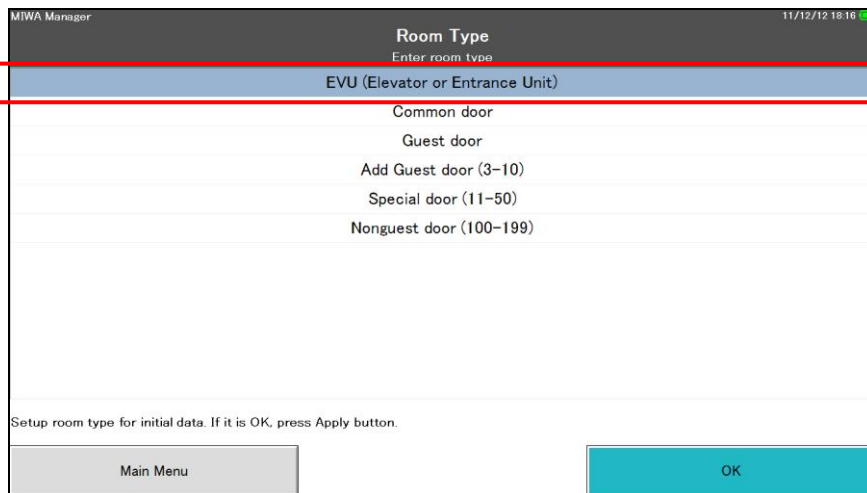 MIWA Manager 11/12/12 18:16
Room Type
Enter room type
EVU (Elevator or Entrance Unit)
Common door
Guest door
Add Guest door (3-10)
Special door (11-50)
Nonguest door (100-199)
Setup room type for initial data. If it is OK, press Apply button.
Main Menu OK